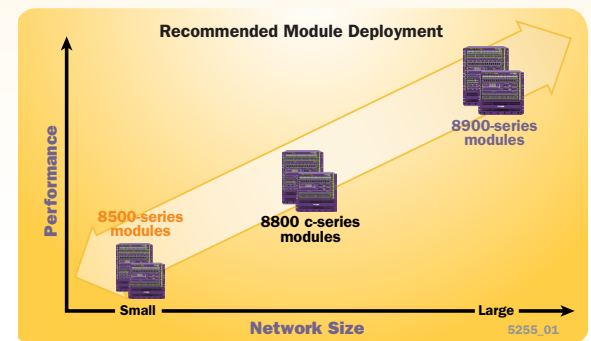 Recommended Module Deployment
Performance
8900-series
modules
8800 c-series
modules
8500-series
modules
Small
Large
Network Size
5255_01